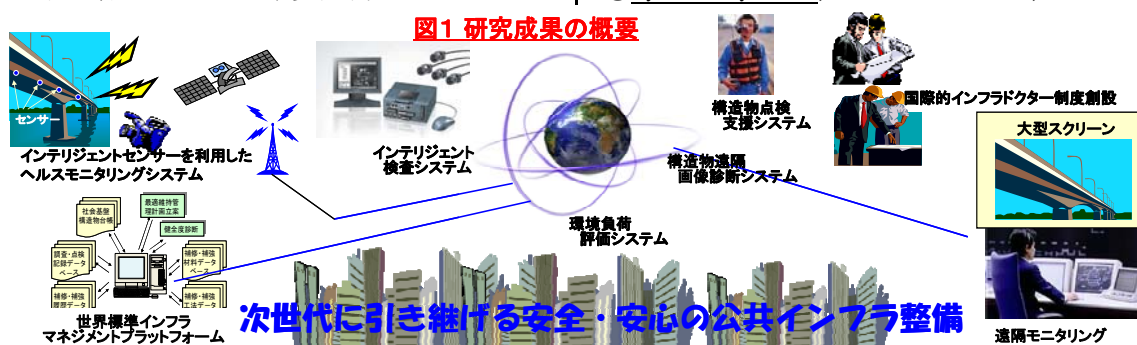 図1 研究成果の概要
センサー
インテリジェントセンサーを利用した
ヘルスモニタリングシステム
インテリジェント
検査システム
構造物点検
支援システム
国際的インフラドクター制度創設
大型スクリーン
構造物遠隔
画像診断システム
環境負荷
評価システム
最適維持管
理計画立案
社会基盤
構造物台帳
健全度診断
調査・点検
記録データ
ベース
補修・補強
材料データ
ベース
補修・補強
履歴データ
補修・補強
工法データ
世界標準インフラ
マネジメントプラットフォーム
次世代に引き継げる安全・安心の公共インフラ整備
遠隔モニタリング